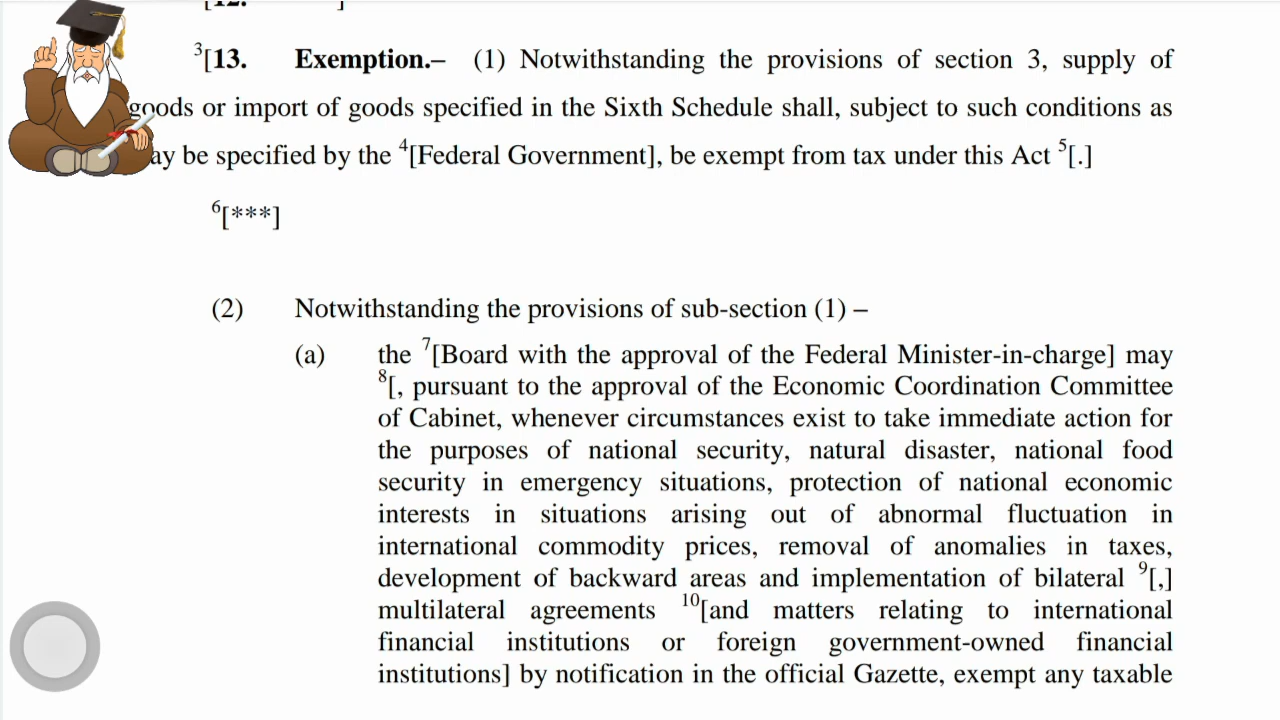 [12. ]
³[13. Exemption.– (1) Notwithstanding the provisions of section 3, supply of
goods or import of goods specified in the Sixth Schedule shall, subject to such conditions as
ay be specified by the ⁴[Federal Government], be exempt from tax under this Act ⁵[.]
⁶[***]
(2) Notwithstanding the provisions of sub-section (1) –
(a) the ⁷[Board with the approval of the Federal Minister-in-charge] may
⁸[, pursuant to the approval of the Economic Coordination Committee
of Cabinet, whenever circumstances exist to take immediate action for
the purposes of national security, natural disaster, national food
security in emergency situations, protection of national economic
interests in situations arising out of abnormal fluctuation in
international commodity prices, removal of anomalies in taxes,
development of backward areas and implementation of bilateral ⁹[,]
multilateral agreements ¹⁰[and matters relating to international
financial institutions or foreign government-owned financial
institutions] by notification in the official Gazette, exempt any taxable